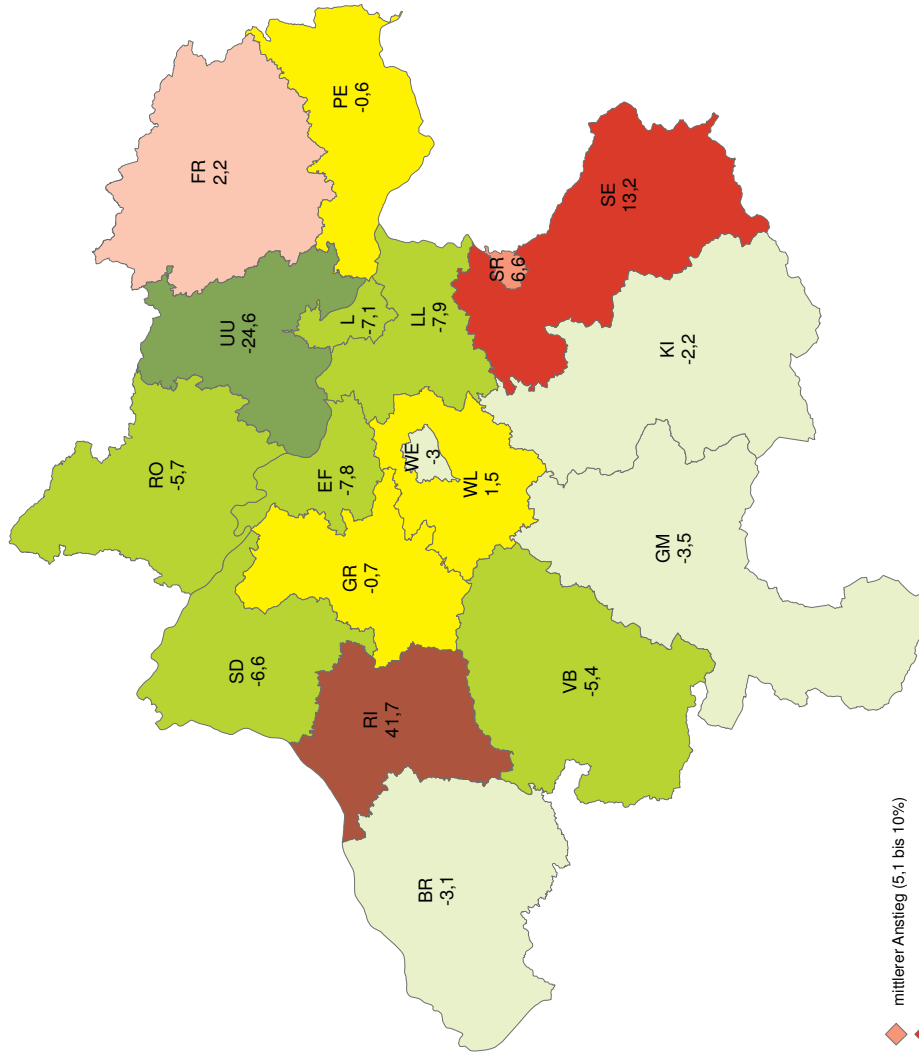 FR
2,2
PE
-0,6
UU
-24,6
SE
13,2
SR
6,6
L
-7,1
LL
-7,9
RO
-5,7
KI
-2,2
EF
-7,8
WE
-3
WL
1,5
GR
-0,7
GM
-3,5
SD
-6,6
VB
-5,4
RI
41,7
BR
-3,1
mittlerer Anstieg (5,1 bis 10%)